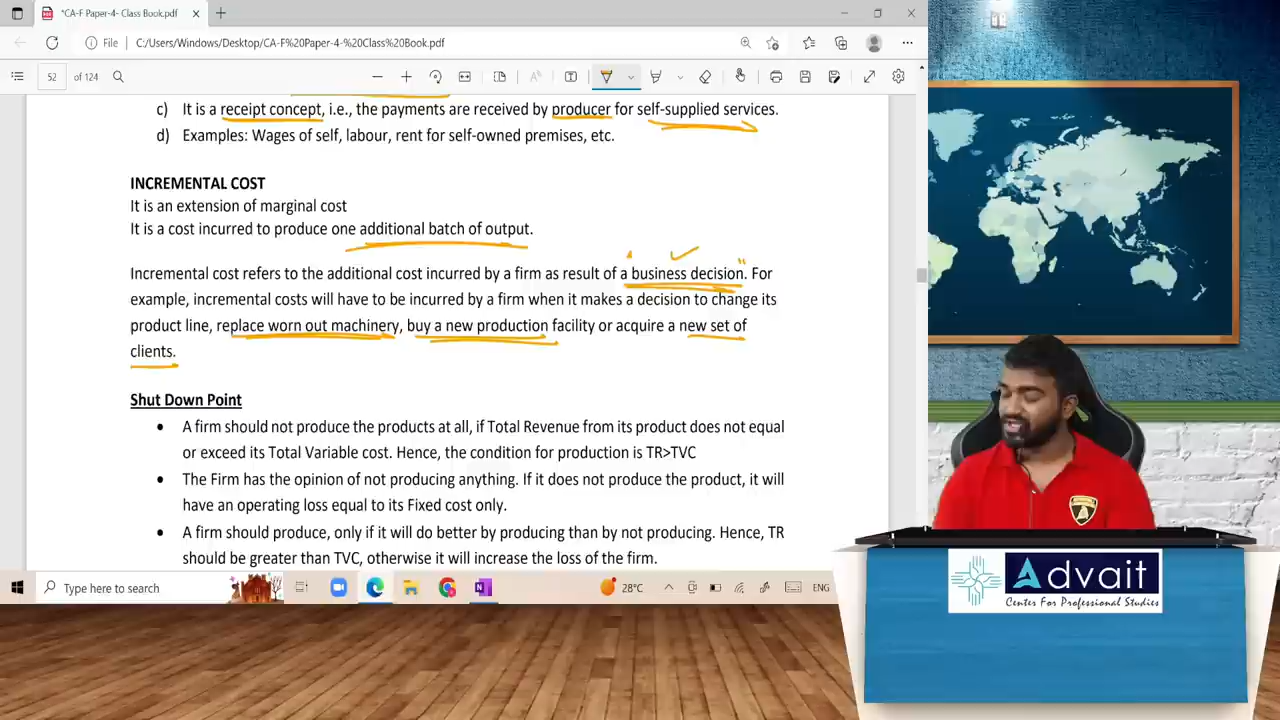 *CA-F Paper-4- Class Book.pdf
File C:/Users/Windows/Desktop/CA-F%20Paper-4-%20Class%20Book.pdf
52 of 124
c) It is a receipt concept, i.e., the payments are received by producer for self-supplied services.
d) Examples: Wages of self, labour, rent for self-owned premises, etc.
INCREMENTAL COST
It is an extension of marginal cost
It is a cost incurred to produce one additional batch of output.
Incremental cost refers to the additional cost incurred by a firm as result of a business decision. For
example, incremental costs will have to be incurred by a firm when it makes a decision to change its
product line, replace worn out machinery, buy a new production facility or acquire a new set of
clients.
Shut Down Point
• A firm should not produce the products at all, if Total Revenue from its product does not equal
or exceed its Total Variable cost. Hence, the condition for production is TR>TVC
• The Firm has the opinion of not producing anything. If it does not produce the product, it will
have an operating loss equal to its Fixed cost only.
• A firm should produce, only if it will do better by producing than by not producing. Hence, TR
should be greater than TVC, otherwise it will increase the loss of the firm.
Type here to search
28°C
ENG
Advait
Center For Professional Studies